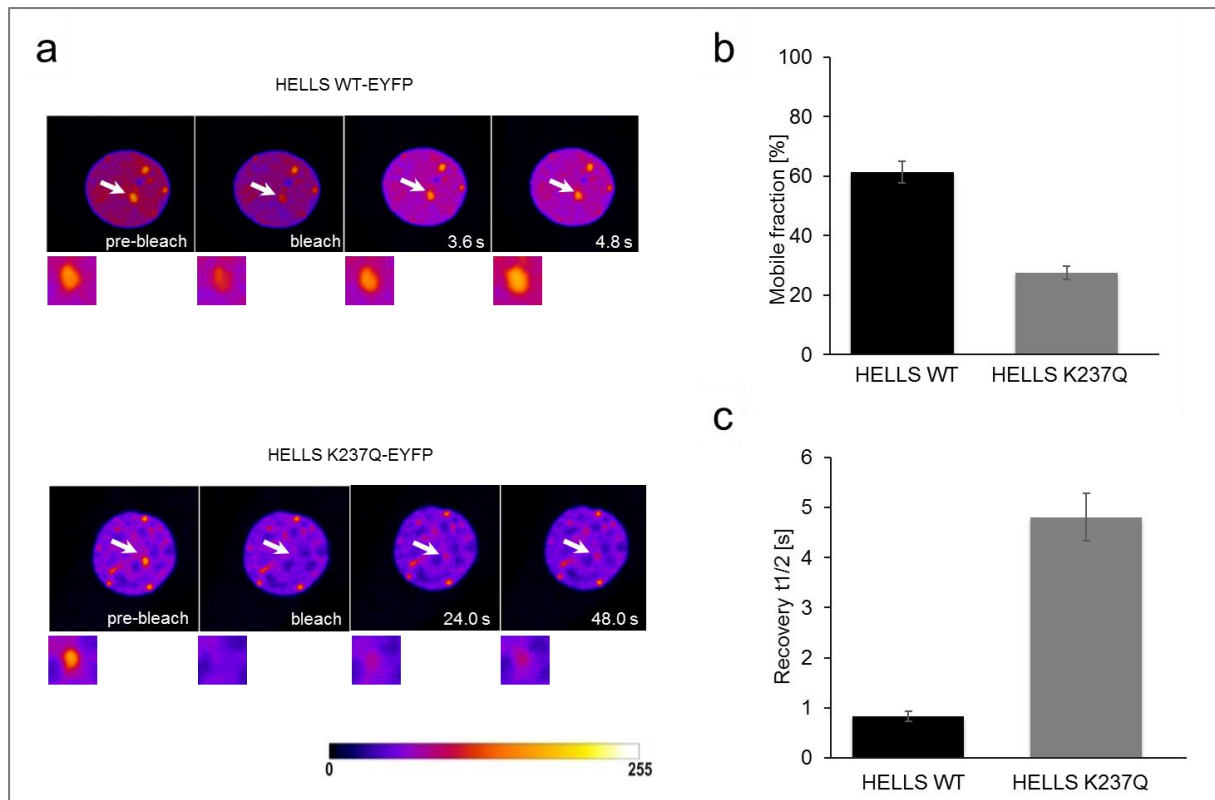 a
HELLS WT-EYFP
pre-bleach
bleach
3.6 s
4.8 s
HELLS K237Q-EYFP
pre-bleach
bleach
24.0 s
48.0 s
0
255
b
Mobile fraction [%]
100
80
60
40
20
0
HELLS WT
HELLS K237Q
c
Recovery t1/2 [s]
6
5
4
3
2
1
0
HELLS WT
HELLS K237Q